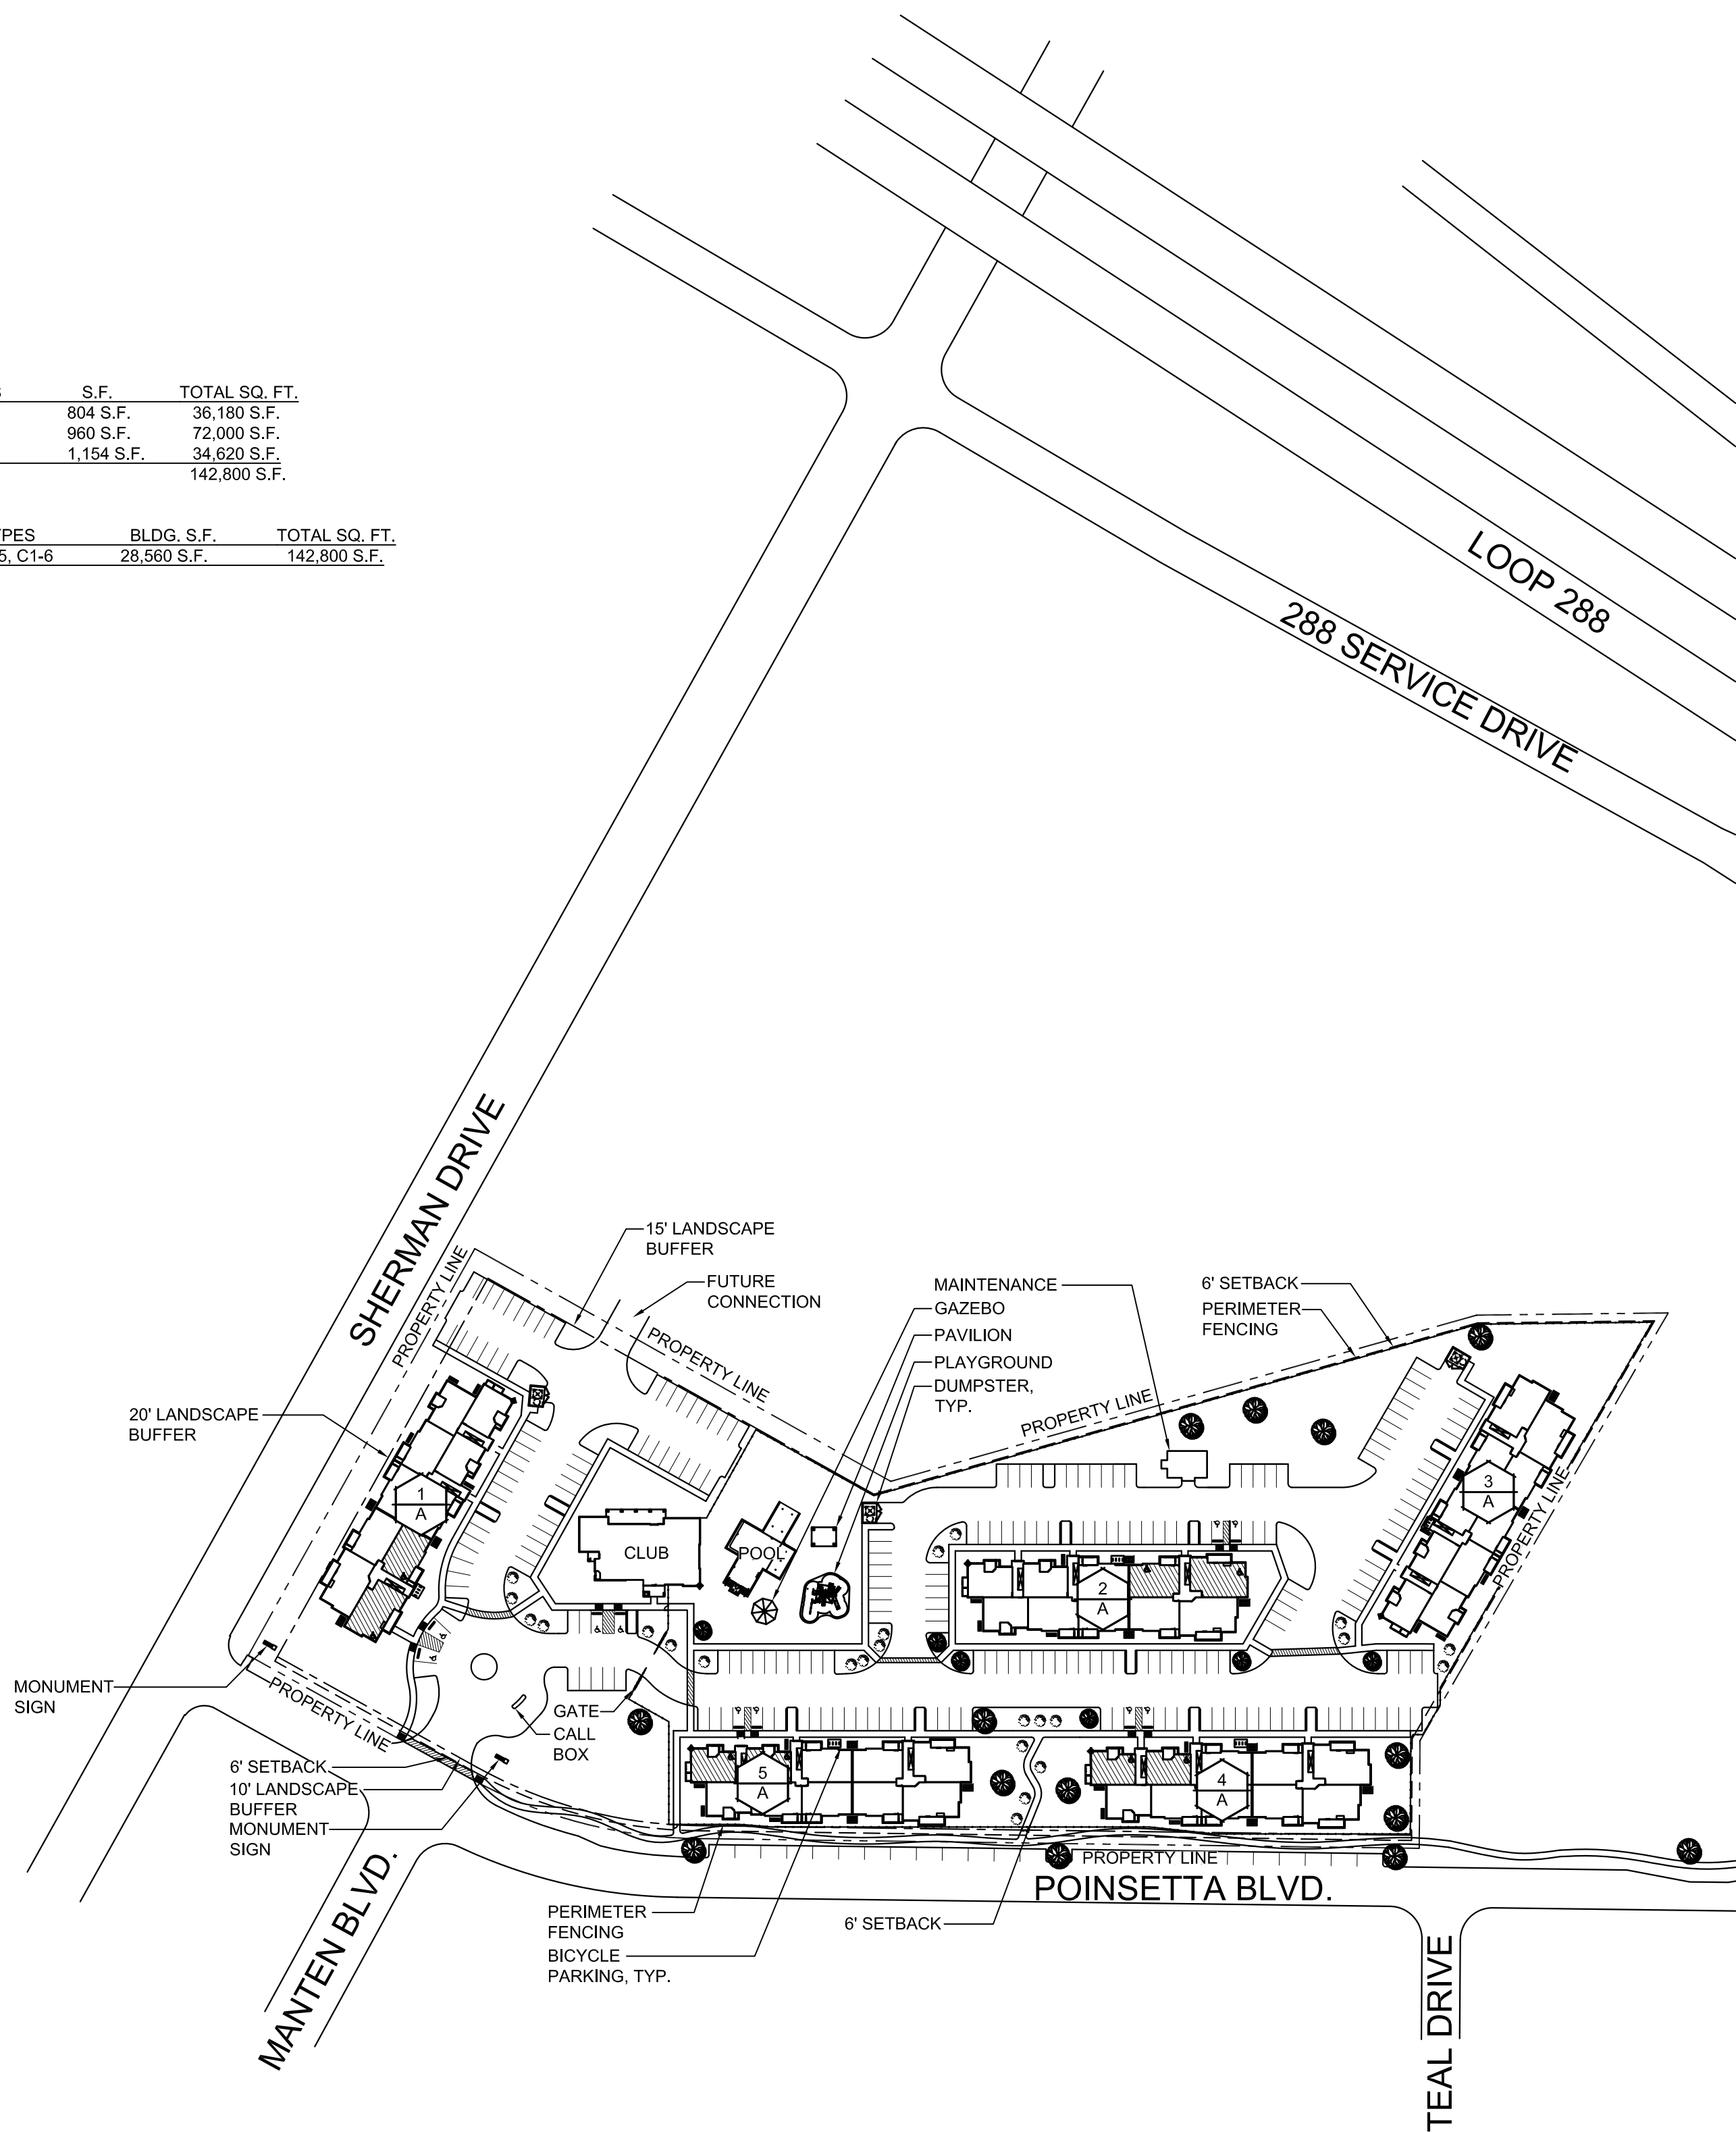 S.F. TOTAL SQ. FT.
804 S.F. 36,180 S.F.
960 S.F. 72,000 S.F.
1,154 S.F. 34,620 S.F.
142,800 S.F.
BLDG. S.F. TOTAL SQ. FT.
5, C1-6 28,560 S.F. 142,800 S.F.
LOOP 288
288 SERVICE DRIVE
SHERMAN DRIVE
PROPERTY LINE
15' LANDSCAPE
BUFFER
FUTURE
CONNECTION
PROPERTY LINE
MAINTENANCE
GAZEBO
PAVILION
PLAYGROUND
DUMPSTER,
TYP.
6' SETBACK
PERIMETER
FENCING
PROPERTY LINE
20' LANDSCAPE
BUFFER
1
A
CLUB
POOL
2
A
3
A
PROPERTY LINE
PROPERTY LINE
MONUMENT
SIGN
PROPERTY LINE
GATE
CALL
BOX
6' SETBACK
10' LANDSCAPE
BUFFER
MONUMENT
SIGN
5
A
4
A
PROPERTY LINE
POINSETTA BLVD.
PERIMETER
FENCING
6' SETBACK
BICYCLE
PARKING, TYP.
MANTEN BLVD.
TEAL DRIVE